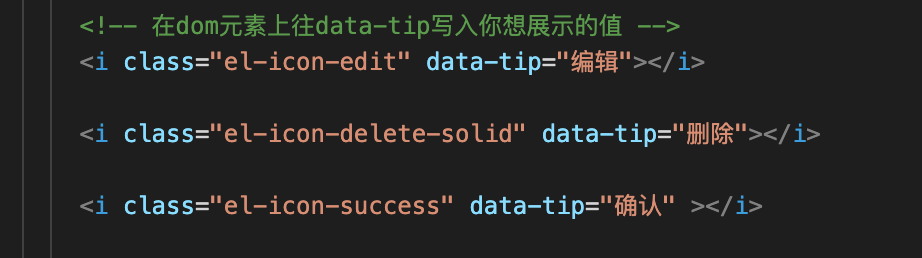 <!-- 在dom元素上往data-tip写入你想展示的值 -->
<i class="el-icon-edit" data-tip="编辑"></i>
<i class="el-icon-delete-solid" data-tip="删除"></i>
<i class="el-icon-success" data-tip="确认" ></i>